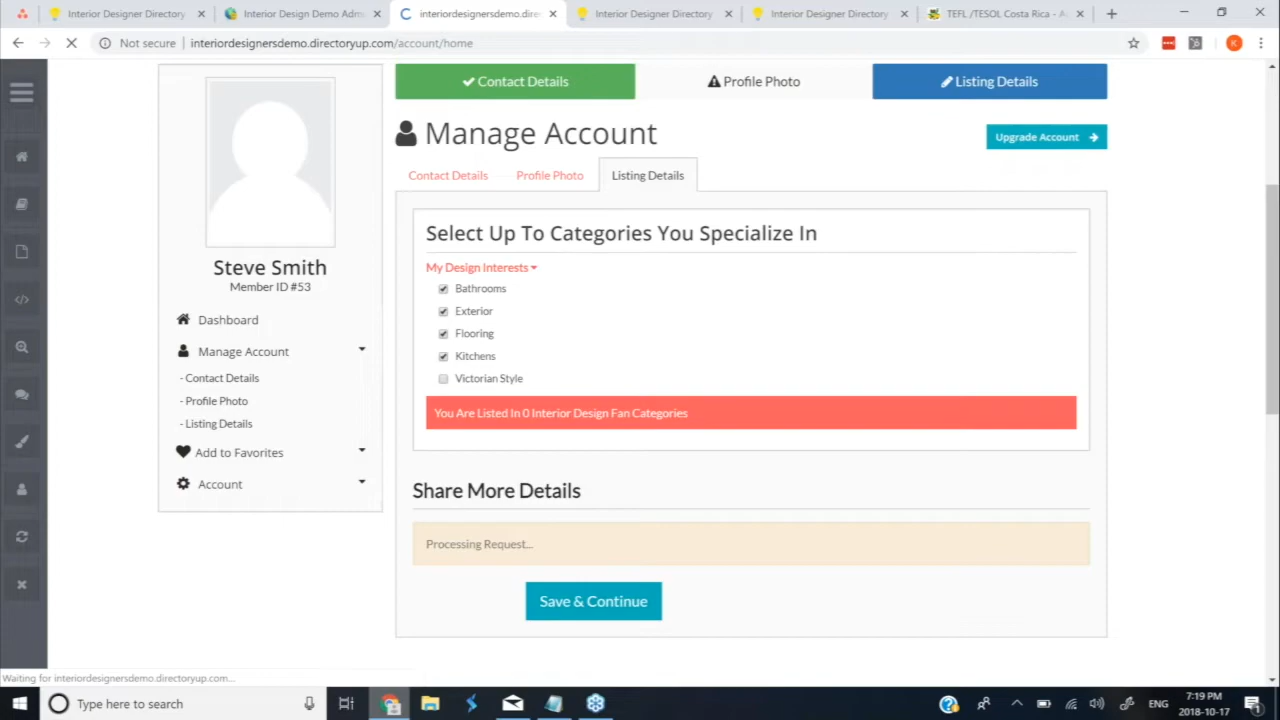 Interior Designer Directory
Interior Design Demo Adm
interiordesignersdemo.direc
Interior Designer Directory
Interior Designer Directory
TEFL /TESOL Costa Rica - A
Not secure interiordesignersdemo.directoryup.com/account/home
K
Contact Details
Profile Photo
Listing Details
Manage Account
Upgrade Account
Contact Details
Profile Photo
Listing Details
Select Up To Categories You Specialize In
My Design Interests
Bathrooms
Exterior
Flooring
Kitchens
Victorian Style
You Are Listed In 0 Interior Design Fan Categories
Share More Details
Processing Request...
Save & Continue
Steve Smith
Member ID #53
Dashboard
Manage Account
- Contact Details
- Profile Photo
- Listing Details
Add to Favorites
Account
Waiting for interiordesignersdemo.directoryup.com...
Type here to search
ENG
7:19 PM
2018-10-17
1